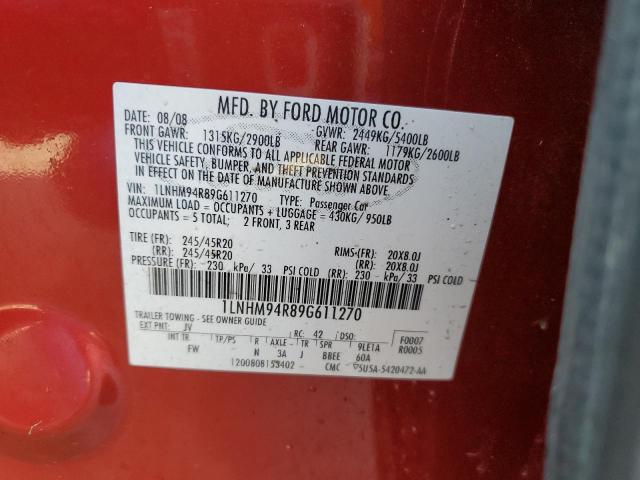 MFD. BY FORD MOTOR CO.
DATE: 08/08 GVWR: 2449KG/5400LB
FRONT GAWR: 1315KG/2900LB REAR GAWR: 1179KG/2600LB
THIS VEHICLE CONFORMS TO ALL APPLICABLE FEDERAL MOTOR
VEHICLE SAFETY, BUMPER, AND THEFT PREVENTION STANDARDS
IN EFFECT ON THE DATE OF MANUFACTURE SHOWN ABOVE.
VIN: 1LNHM94R89G611270 TYPE: Passenger Car
MAXIMUM LOAD = OCCUPANTS + LUGGAGE = 430KG/ 950LB
OCCUPANTS = 5 TOTAL: 2 FRONT, 3 REAR
TIRE (FR): 245/45R20 RIMS-(FR): 20X8.0J
(RR): 245/45R20 (RR): 20X8.0J
PRESSURE (FR) - 230 kPa/ 33 PSI COLD (RR) - 230 kPa/ 33 PSI COLD
1LNHM94R89G611270
TRAILER TOWING - SEE OWNER GUIDE
EXT PNT: JV RC: 42 DSO: F0007
INT TR TP/PS R AXLE TR SPR 9LE1A R0005
FW N 3A J BBEE 60A
1200808153402 CMC 5U5A-5420472-AA